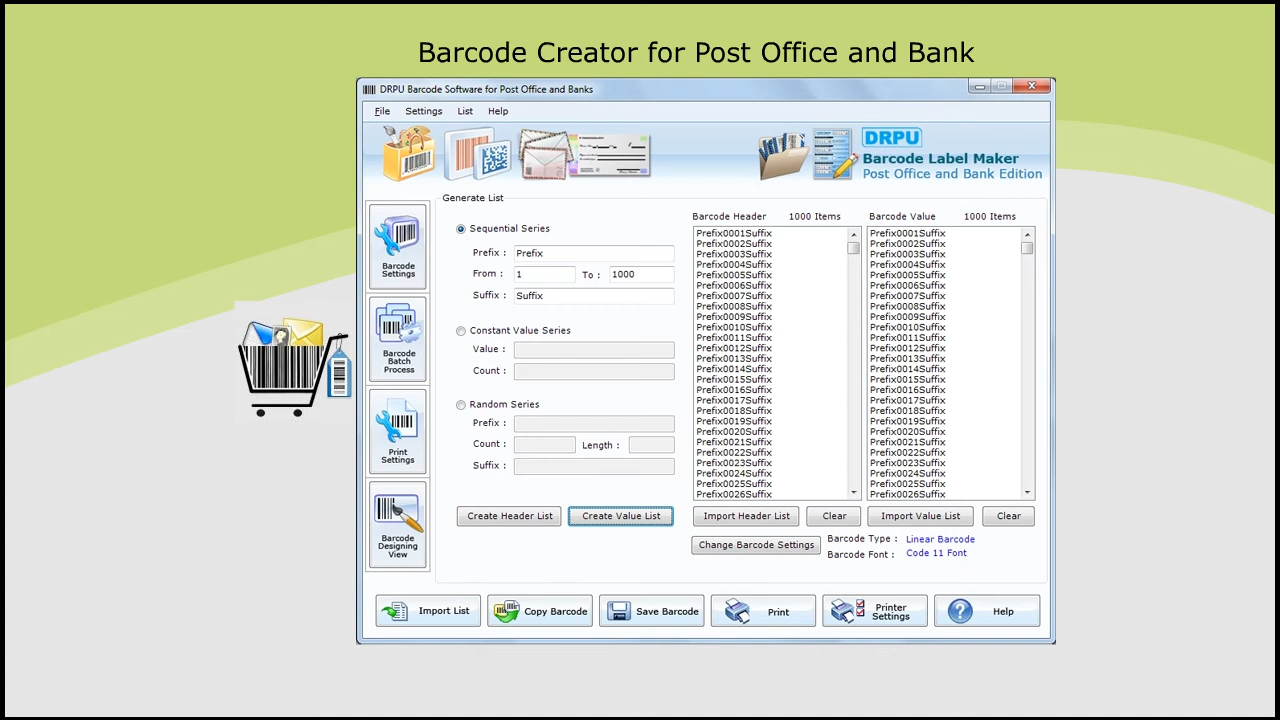 Barcode Creator for Post Office and Bank
DRPU Barcode Software for Post Office and Banks
File Settings List Help
DRPU
Barcode Label Maker
Post Office and Bank Edition
Barcode
Settings
Barcode
Batch
Process
Print
Settings
Barcode
Designing
View
Generate List
Sequential Series
Prefix : Prefix
From : 1 To : 1000
Suffix : Suffix
Constant Value Series
Value :
Count :
Random Series
Prefix :
Count : Length :
Suffix :
Create Header List Create Value List
Barcode Header 1000 Items Barcode Value 1000 Items
Prefix0001Suffix Prefix0001Suffix
Prefix0002Suffix Prefix0002Suffix
Prefix0003Suffix Prefix0003Suffix
Prefix0004Suffix Prefix0004Suffix
Prefix0005Suffix Prefix0005Suffix
Prefix0006Suffix Prefix0006Suffix
Prefix0007Suffix Prefix0007Suffix
Prefix0008Suffix Prefix0008Suffix
Prefix0009Suffix Prefix0009Suffix
Prefix0010Suffix Prefix0010Suffix
Prefix0011Suffix Prefix0011Suffix
Prefix0012Suffix Prefix0012Suffix
Prefix0013Suffix Prefix0013Suffix
Prefix0014Suffix Prefix0014Suffix
Prefix0015Suffix Prefix0015Suffix
Prefix0016Suffix Prefix0016Suffix
Prefix0017Suffix Prefix0017Suffix
Prefix0018Suffix Prefix0018Suffix
Prefix0019Suffix Prefix0019Suffix
Prefix0020Suffix Prefix0020Suffix
Prefix0021Suffix Prefix0021Suffix
Prefix0022Suffix Prefix0022Suffix
Prefix0023Suffix Prefix0023Suffix
Prefix0024Suffix Prefix0024Suffix
Prefix0025Suffix Prefix0025Suffix
Prefix0026Suffix Prefix0026Suffix
Import Header List Clear Import Value List Clear
Change Barcode Settings
Barcode Type : Linear Barcode
Barcode Font : Code 11 Font
Import List Copy Barcode Save Barcode Print Printer Settings Help